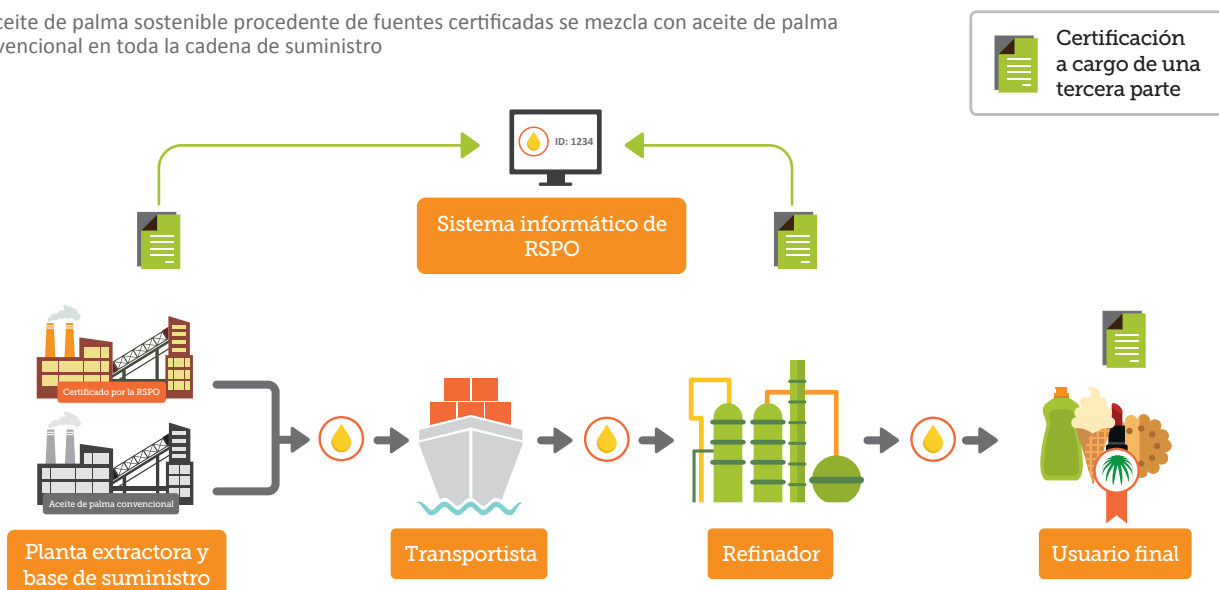 ceite de palma sostenible procedente de fuentes certificadas se mezcla con aceite de palma
vencional en toda la cadena de suministro
Certificación
a cargo de una
tercera parte
ID: 1234
Sistema informático de
RSPO
Certificado por la RSPO
Aceite de palma convencional
Planta extractora y
base de suministro
Transportista
Refinador
Usuario final